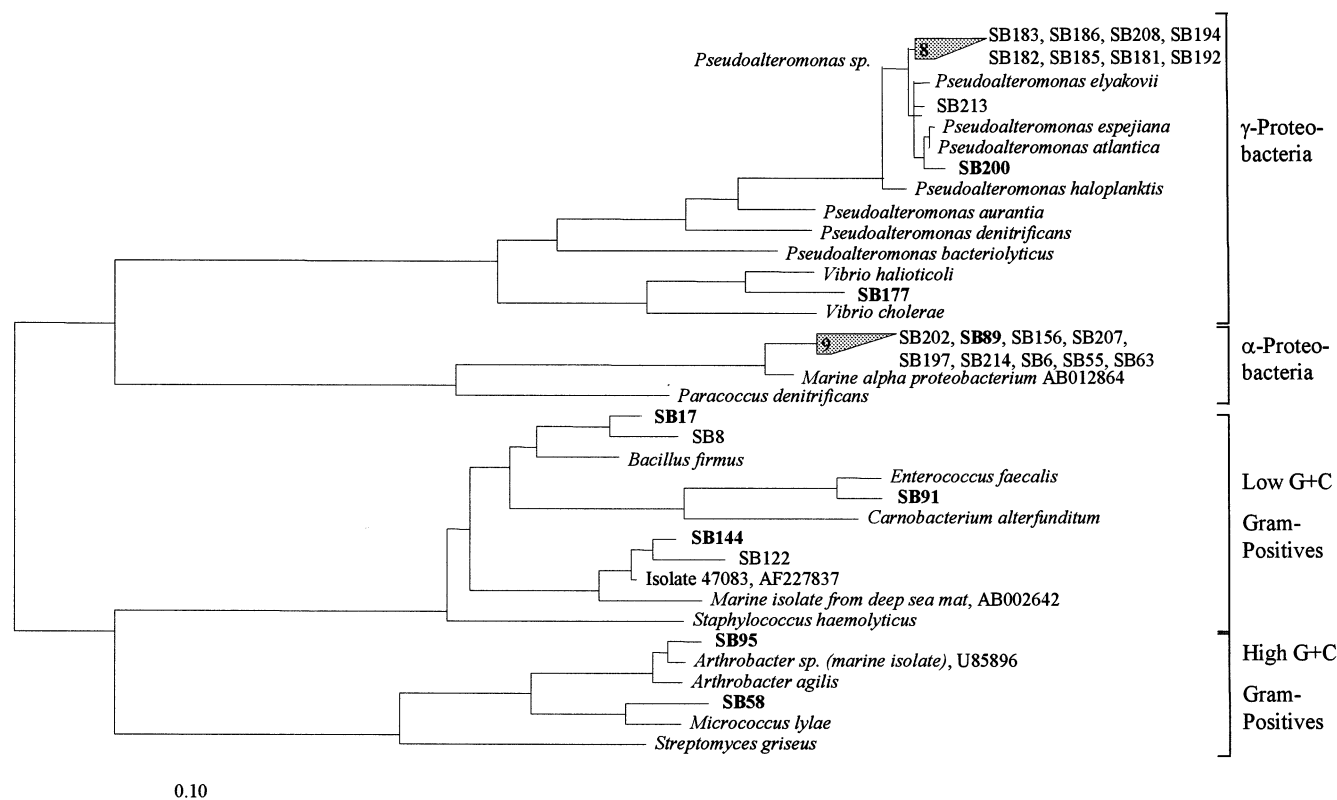 SB183, SB186, SB208, SB194
8
SB182, SB185, SB181, SB192
Pseudoalteromonas sp.
Pseudoalteromonas elyakovii
SB213
Pseudoalteromonas espejiana
Pseudoalteromonas atlantica
SB200
Pseudoalteromonas haloplanktis
Pseudoalteromonas aurantia
Pseudoalteromonas denitrificans
Pseudoalteromonas bacteriolyticus
Vibrio halioticoli
SB177
Vibrio cholerae
γ-Proteo-
bacteria
9
SB202, SB89, SB156, SB207,
SB197, SB214, SB6, SB55, SB63
Marine alpha proteobacterium AB012864
Paracoccus denitrificans
α-Proteo-
bacteria
SB17
SB8
Bacillus firmus
Enterococcus faecalis
SB91
Carnobacterium alterfunditum
SB144
SB122
Isolate 47083, AF227837
Marine isolate from deep sea mat, AB002642
Staphylococcus haemolyticus
Low G+C
Gram-
Positives
SB95
Arthrobacter sp. (marine isolate), U85896
Arthrobacter agilis
SB58
Micrococcus lylae
Streptomyces griseus
High G+C
Gram-
Positives
0.10